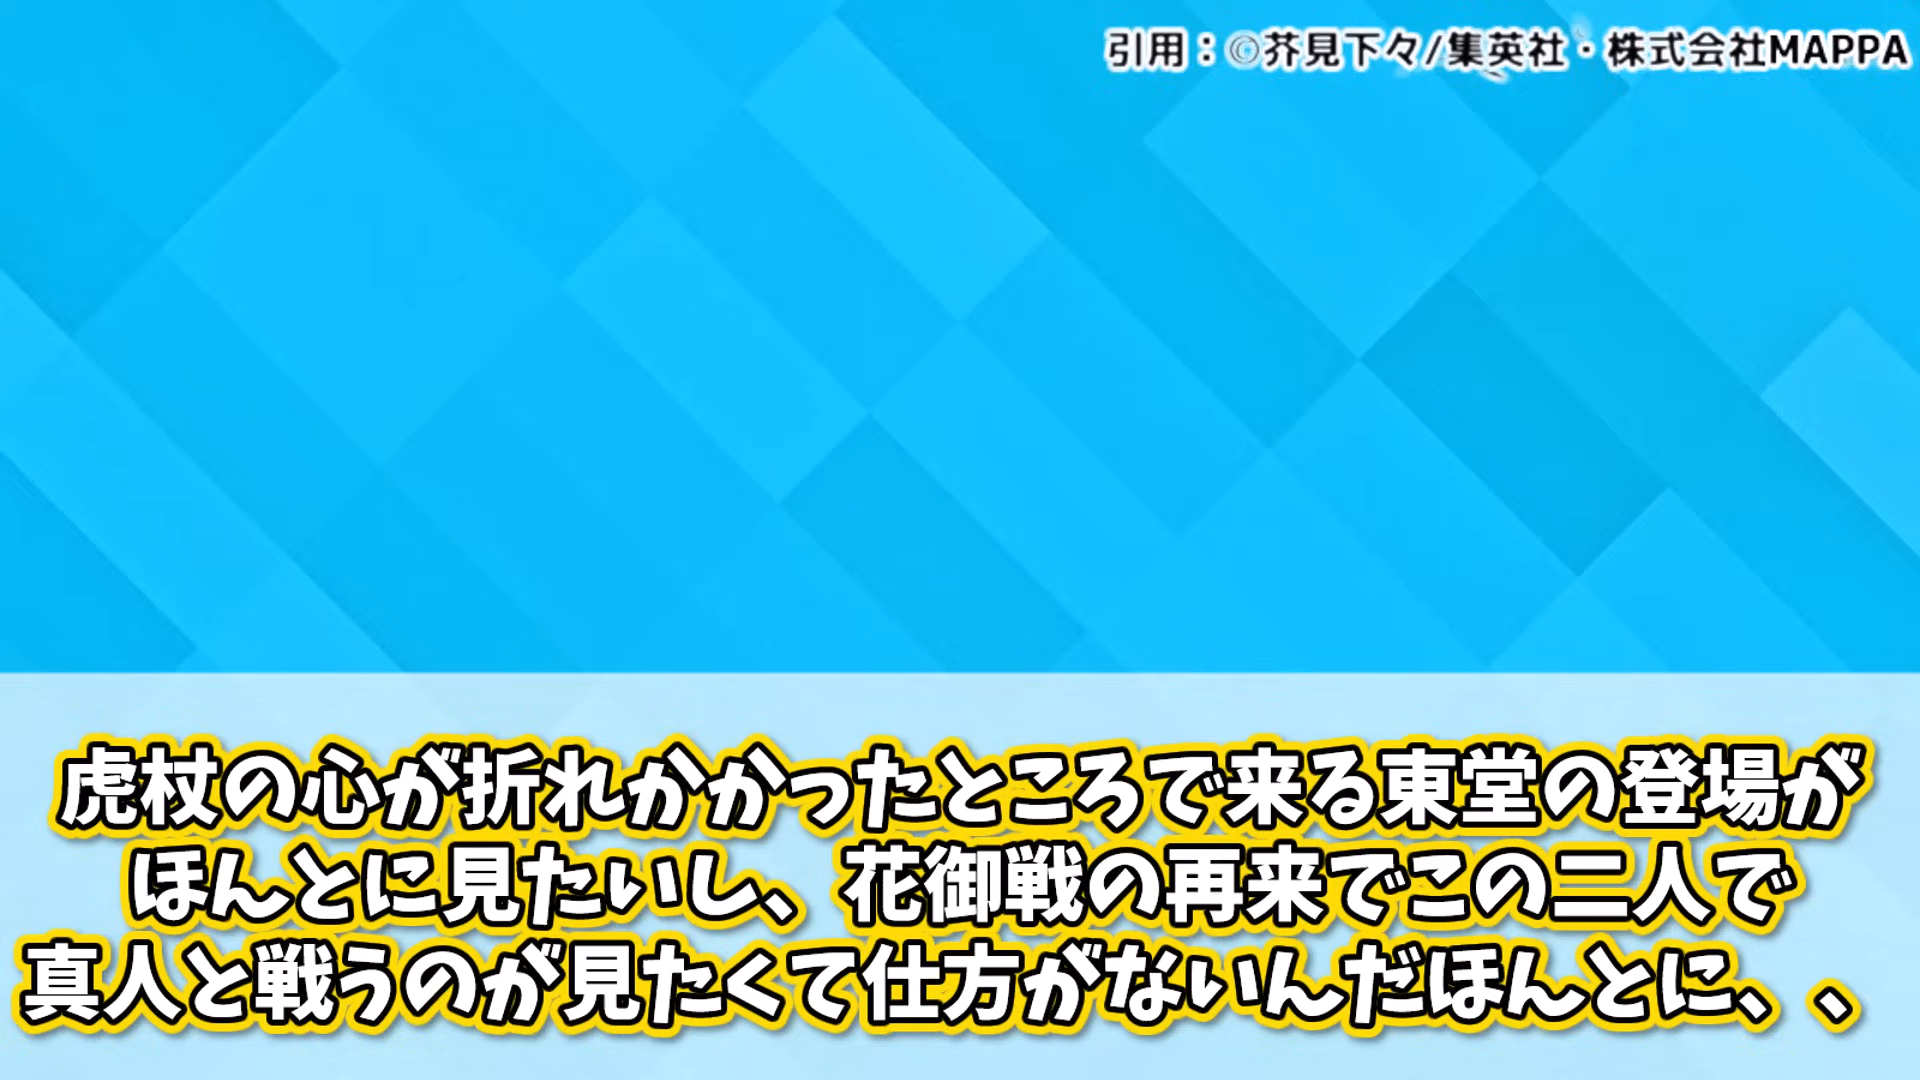 引用：©芥見下々/集英社・株式会社MAPPA
虎杖の心が折れかかったところで来る東堂の登場が
ほんとに見たいし、花御戦の再来でこの二人で
真人と戦うのが見たくて仕方がないんだほんとに、、